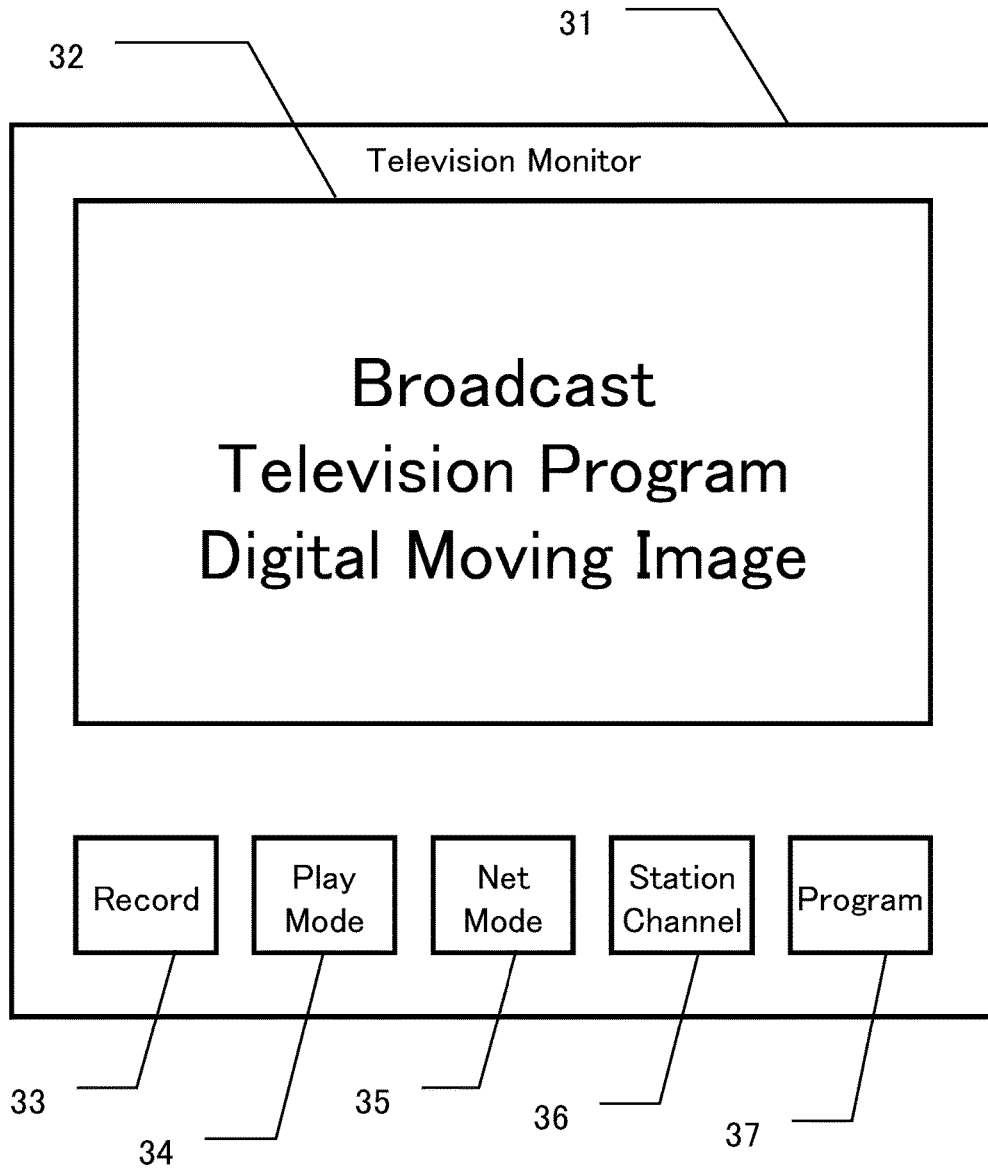 31
32
Television Monitor
Broadcast
Television Program
Digital Moving Image
Record
Play
Mode
Net
Mode
Station
Channel
Program
33
34
35
36
37